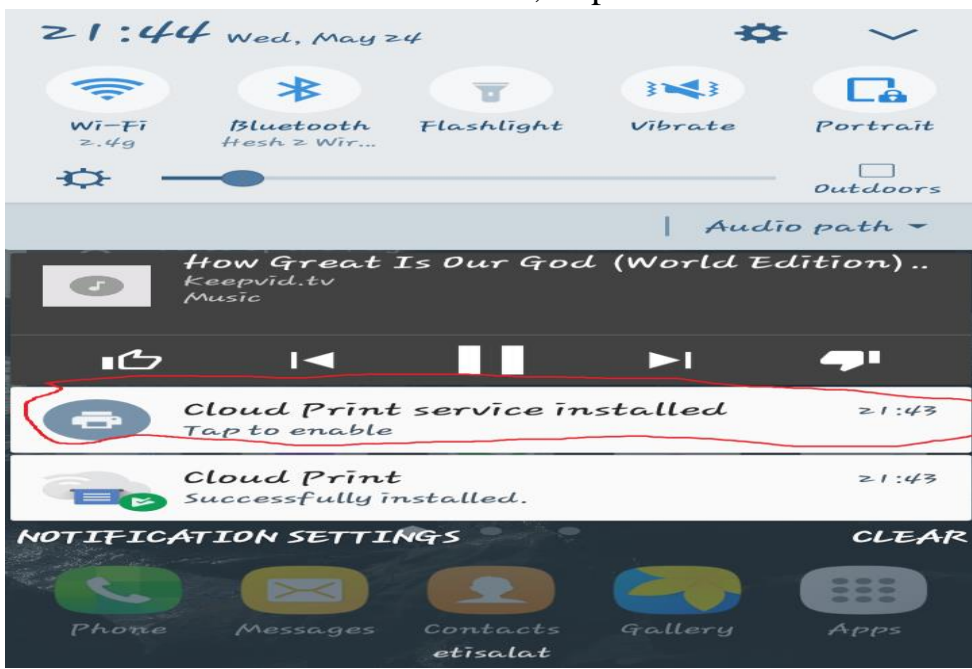 21:44 Wed, May 24
Wi-Fi Bluetooth Flashlight Vibrate Portrait
2.4g Hesh 2 Wir...
Outdoors
Audio path
How Great Is Our God (World Edition)..
Keepvid.tv
Music
Cloud Print service installed 21:43
Tap to enable
Cloud Print 21:43
Successfully installed.
NOTIFICATION SETTINGS CLEAR
Phone Messages Contacts Gallery Apps
etisalat